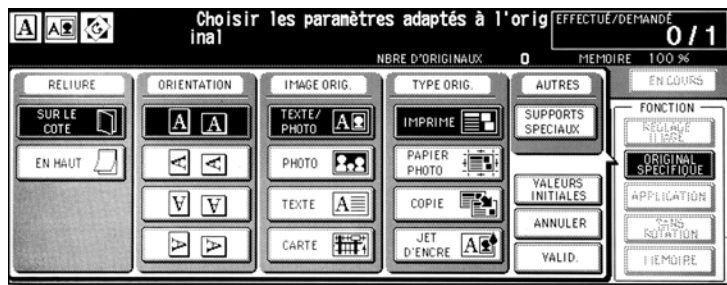 Choisir les paramètres adaptés à l'orig
inal
EFFECTUÉ/DEMANDÉ
0/1
NBRE D'ORIGINAUX 0 MEMOIRE 100 %
RELIURE
SUR LE
COTE
EN HAUT
ORIENTATION
IMAGE ORIG.
TEXTE/
PHOTO
PHOTO
TEXTE
CARTE
TYPE ORIG.
IMPRIME
PAPIER
PHOTO
COPIE
JET
D'ENCRE
AUTRES
SUPPORTS
SPECIAUX
VALEURS
INITIALES
ANNULER
VALID.
EN COURS
FONCTION
REGLAGE
ORIGINAL
SPECIFIQUE
APPLICATION
SANS
ROTATION
MEMOIRE